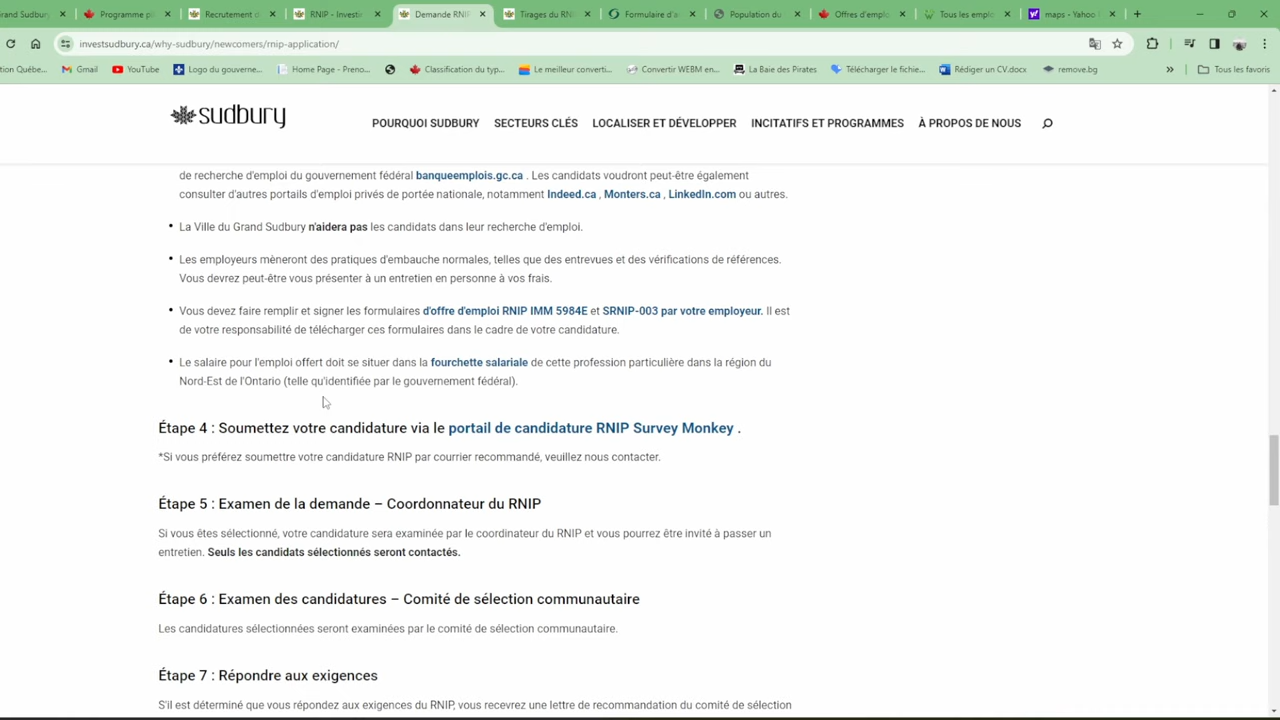 Grand Sudbury
Programme pil
Recrutement d
RNIP - Investir
Demande RNIP
Tirages du RNI
Formulaire d'a
Population du
Offres d'emplo
Tous les emplo
maps - Yahoo
investsudbury.ca/why-sudbury/newcomers/rnip-application/
tion Québe...
Gmail
YouTube
Logo du gouverne...
Home Page - Preno...
Classification du typ...
Le meilleur converti...
Convertir WEBM en...
La Baie des Pirates
Télécharger le fichie...
Rédiger un CV.docx
remove.bg
»
Tous les favoris
sudbury
POURQUOI SUDBURY
SECTEURS CLÉS
LOCALISER ET DÉVELOPPER
INCITATIFS ET PROGRAMMES
À PROPOS DE NOUS
de recherche d'emploi du gouvernement fédéral banqueemplois.gc.ca . Les candidats voudront peut-être également
consulter d'autres portails d'emploi privés de portée nationale, notamment Indeed.ca , Monters.ca , LinkedIn.com ou autres.
• La Ville du Grand Sudbury n'aidera pas les candidats dans leur recherche d'emploi.
• Les employeurs mèneront des pratiques d'embauche normales, telles que des entrevues et des vérifications de références.
Vous devrez peut-être vous présenter à un entretien en personne à vos frais.
• Vous devez faire remplir et signer les formulaires d'offre d'emploi RNIP IMM 5984E et SRNIP-003 par votre employeur. Il est
de votre responsabilité de télécharger ces formulaires dans le cadre de votre candidature.
• Le salaire pour l'emploi offert doit se situer dans la fourchette salariale de cette profession particulière dans la région du
Nord-Est de l'Ontario (telle qu'identifiée par le gouvernement fédéral).
Étape 4 : Soumettez votre candidature via le portail de candidature RNIP Survey Monkey .
*Si vous préférez soumettre votre candidature RNIP par courrier recommandé, veuillez nous contacter.
Étape 5 : Examen de la demande – Coordonnateur du RNIP
Si vous êtes sélectionné, votre candidature sera examinée par le coordinateur du RNIP et vous pourrez être invité à passer un
entretien. Seuls les candidats sélectionnés seront contactés.
Étape 6 : Examen des candidatures – Comité de sélection communautaire
Les candidatures sélectionnées seront examinées par le comité de sélection communautaire.
Étape 7 : Répondre aux exigences
S'il est déterminé que vous répondez aux exigences du RNIP, vous recevrez une lettre de recommandation du comité de sélection